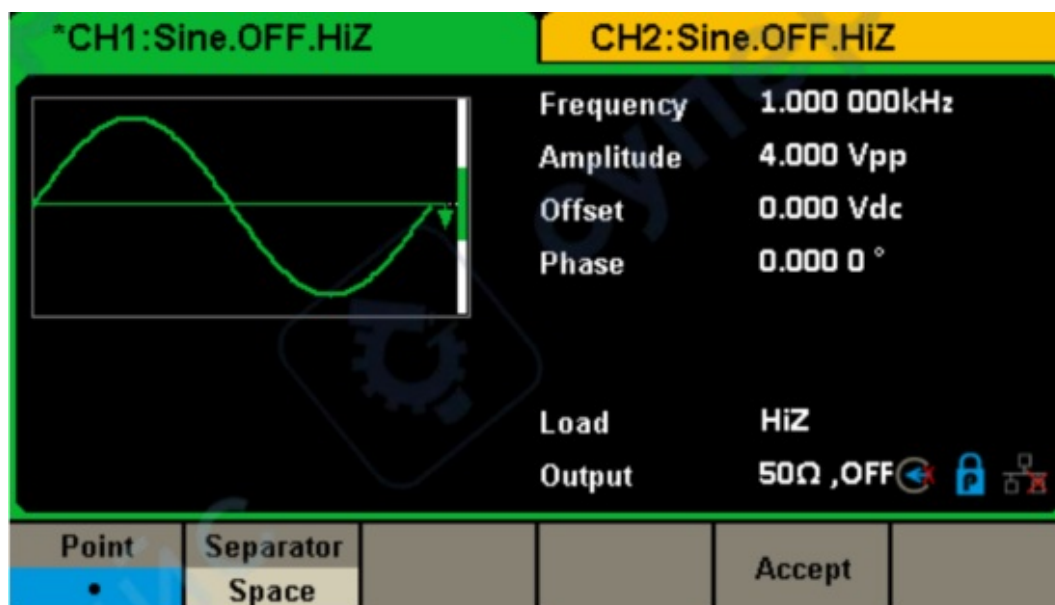 *CH1:Sine.OFF.HiZ
CH2:Sine.OFF.HiZ
Frequency 1.000 000kHz
Amplitude 4.000 Vpp
Offset 0.000 Vdc
Phase 0.000 0 °
Load HiZ
Output 50Ω ,OFF
P
Point Separator
• Space
Accept